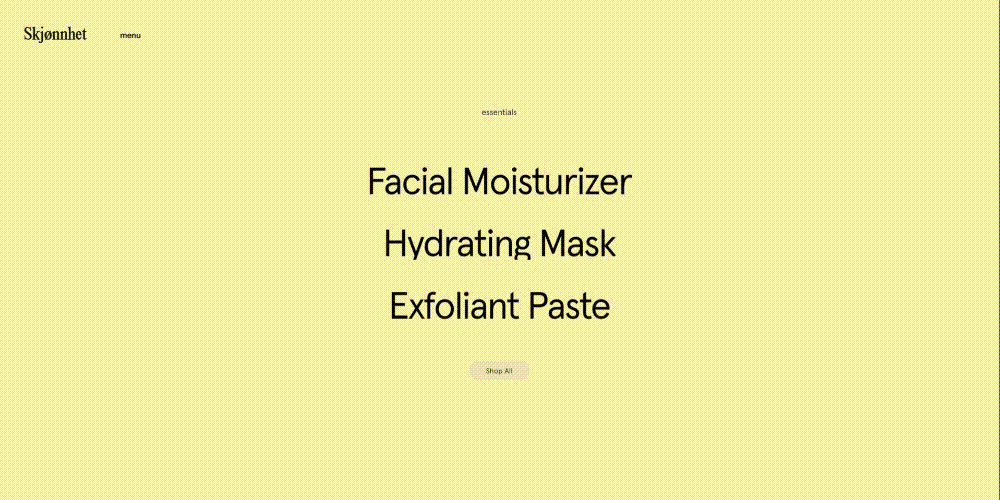 Skjønnhet menu
essentials
Facial Moisturizer
Hydrating Mask
Exfoliant Paste
Shop All